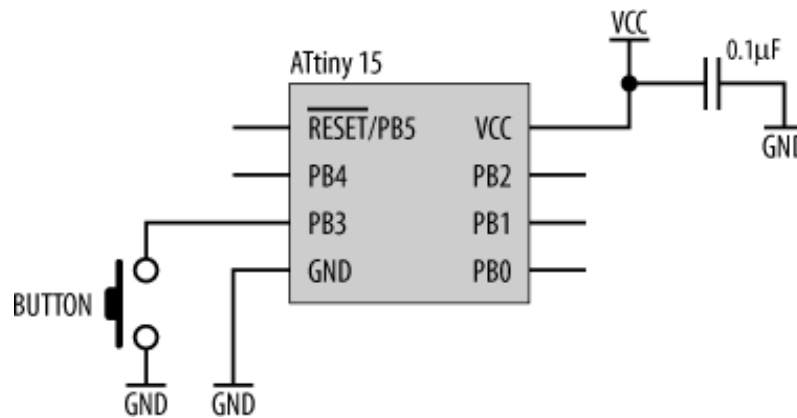 VCC
0.1µF
ATtiny 15
RESET/PB5
VCC
GND
PB4
PB2
PB3
PB1
GND
PB0
BUTTON
GND
GND